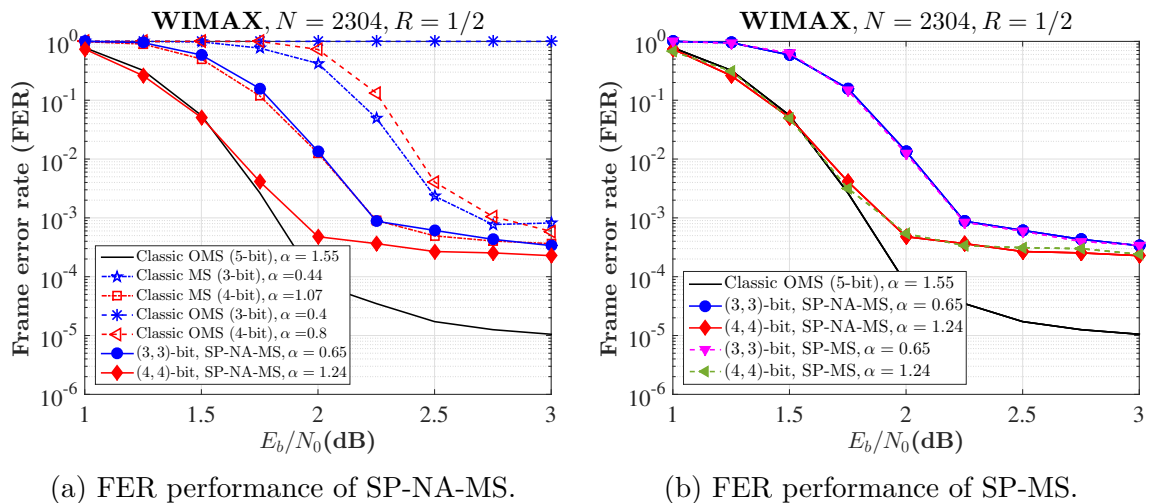 WIMAX, N = 2304, R = 1/2
Frame error rate (FER)
10^0
10^-1
10^-2
10^-3
10^-4
10^-5
10^-6
Classic OMS (5-bit), α = 1.55
Classic MS (3-bit), α =0.44
Classic MS (4-bit), α =1.07
Classic OMS (3-bit), α =0.4
Classic OMS (4-bit), α =0.8
(3, 3)-bit, SP-NA-MS, α = 0.65
(4, 4)-bit, SP-NA-MS, α = 1.24
1 1.5 2 2.5 3
E_b/N_0(dB)
(a) FER performance of SP-NA-MS.
WIMAX, N = 2304, R = 1/2
Frame error rate (FER)
10^0
10^-1
10^-2
10^-3
10^-4
10^-5
10^-6
Classic OMS (5-bit), α = 1.55
(3, 3)-bit, SP-NA-MS, α = 0.65
(4, 4)-bit, SP-NA-MS, α = 1.24
(3, 3)-bit, SP-MS, α = 0.65
(4, 4)-bit, SP-MS, α = 1.24
1 1.5 2 2.5 3
E_b/N_0(dB)
(b) FER performance of SP-MS.